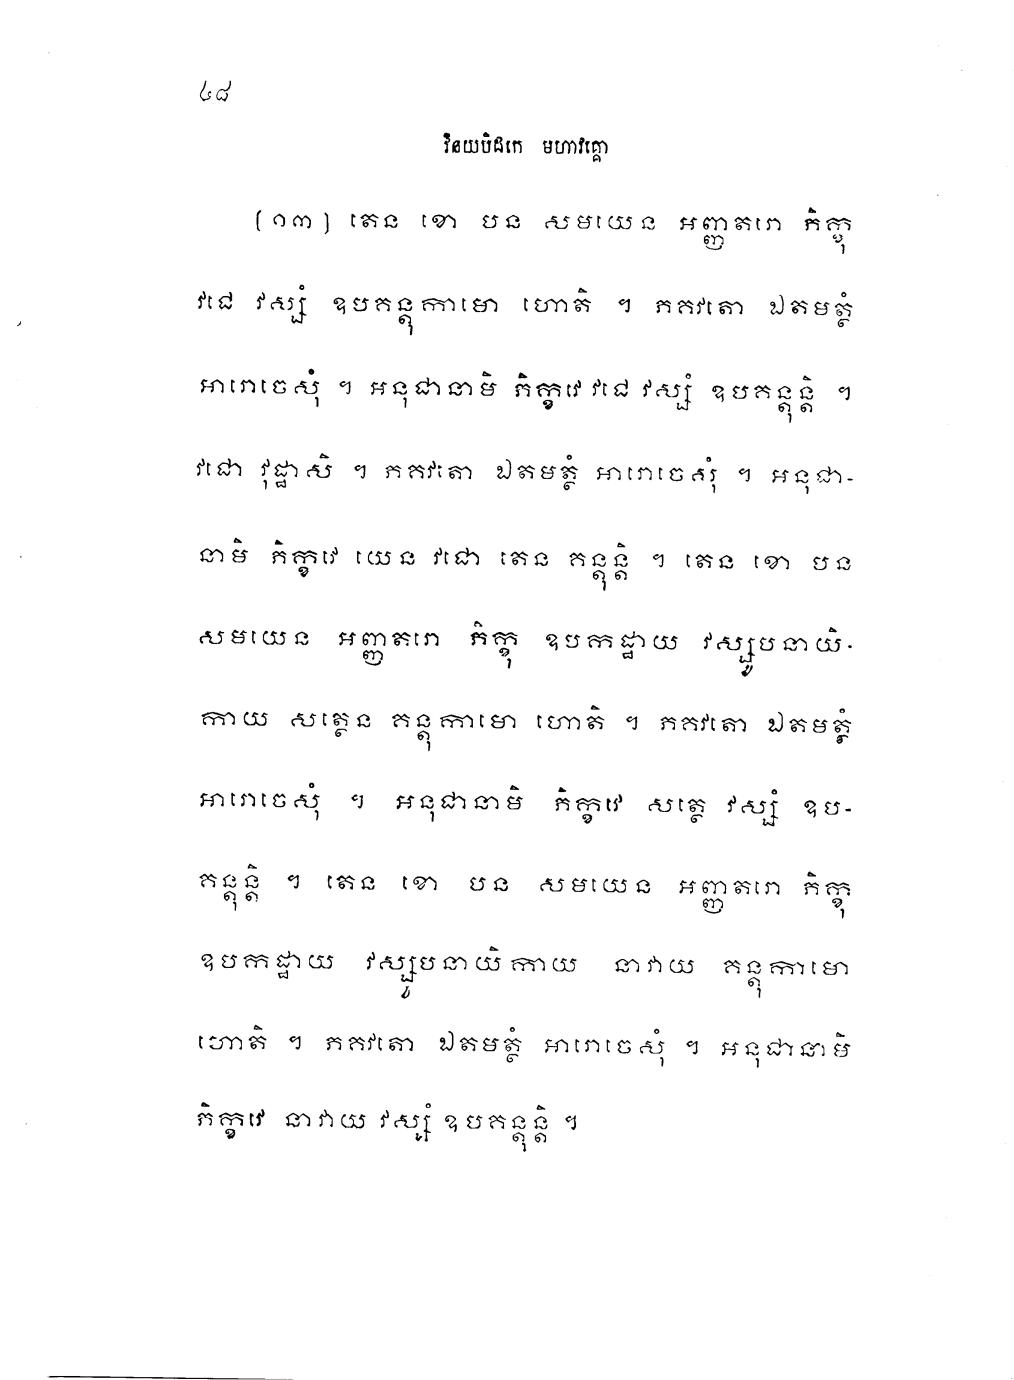 ៤៨
វិនយបិដកេ មហាវគ្គោ
(១៣) តេន ខោ បន សមយេន អញ្ញតរោ ភិក្ខុ
វជេ វស្សំ ឧបគន្តុកាមោ ហោតិ ។ ភគវតោ ឯតមត្ថំ
អារោចេសុំ ។ អនុជានាមិ ភិក្ខវេ វជេ វស្សំ ឧបគន្តុន្តិ ។
វជោ វុដ្ឋាសិ ។ ភគវតោ ឯតមត្ថំ អារោចេសុំ ។ អនុជា-
នាមិ ភិក្ខវេ យេន វជោ តេន គន្តុន្តិ ។ តេន ខោ បន
សមយេន អញ្ញតរោ ភិក្ខុ ឧបកដ្ឋាយ វស្សូបនាយិ-
កាយ សត្ថេន គន្តុកាមោ ហោតិ ។ ភគវតោ ឯតមត្ថំ
អារោចេសុំ ។ អនុជានាមិ ភិក្ខវេ សត្ថេ វស្សំ ឧប-
គន្តុន្តិ ។ តេន ខោ បន សមយេន អញ្ញតរោ ភិក្ខុ
ឧបកដ្ឋាយ វស្សូបនាយិកាយ នាវាយ គន្តុកាមោ
ហោតិ ។ ភគវតោ ឯតមត្ថំ អារោចេសុំ ។ អនុជានាមិ
ភិក្ខវេ នាវាយ វស្សំ ឧបគន្តុន្តិ ។